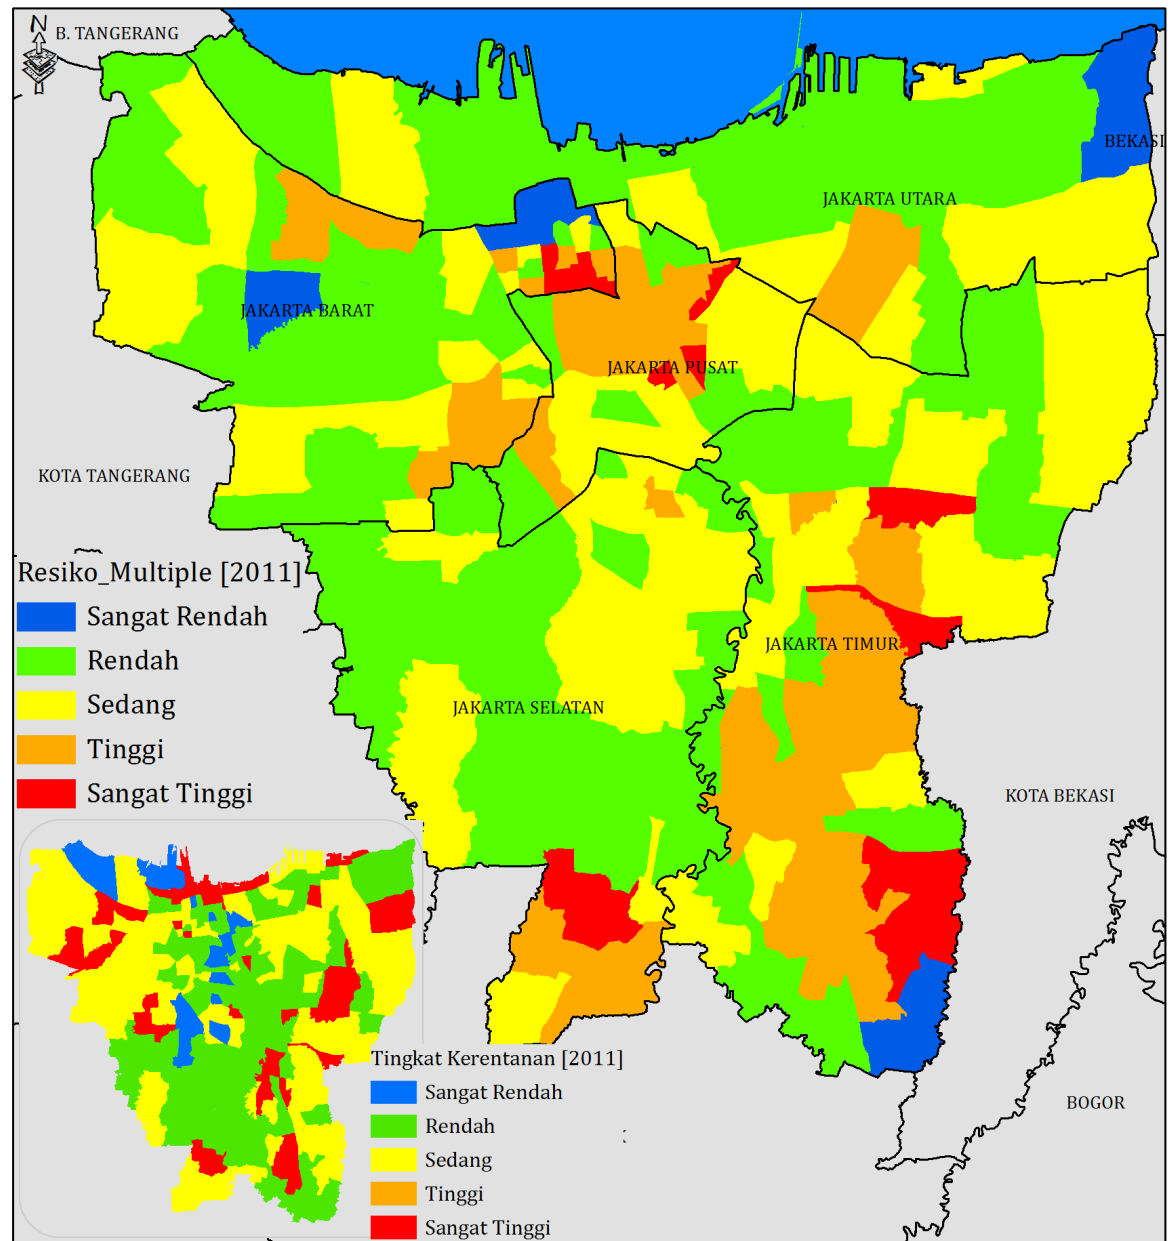 N
B. TANGERANG
BEKASI
JAKARTA UTARA
JAKARTA BARAT
JAKARTA PUSAT
KOTA TANGERANG
Resiko_Multiple [2011]
Sangat Rendah
Rendah
Sedang
Tinggi
Sangat Tinggi
JAKARTA TIMUR
JAKARTA SELATAN
KOTA BEKASI
Tingkat Kerentanan [2011]
Sangat Rendah
Rendah
Sedang
Tinggi
Sangat Tinggi
BOGOR